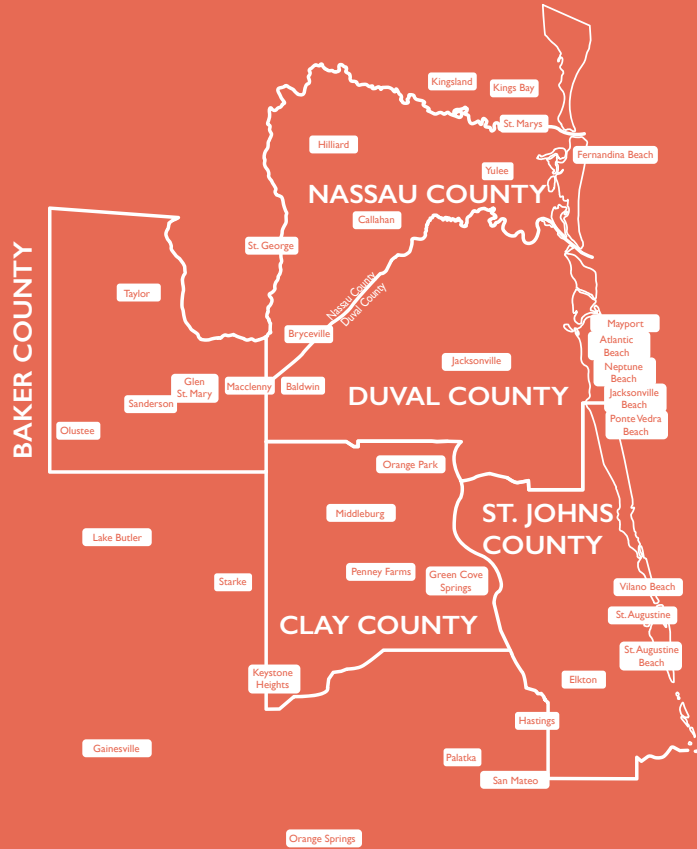 Kingsland
Kings Bay
St. Marys
Hilliard
Fernandina Beach
Yulee
NASSAU COUNTY
Callahan
St. George
BAKER COUNTY
Taylor
Nassau County
Duval County
Mayport
Bryceville
Atlantic
Beach
Jacksonville
Neptune
Beach
Glen
St. Mary
Macclenny
Baldwin
DUVAL COUNTY
Jacksonville
Beach
Sanderson
Ponte Vedra
Beach
Olustee
Orange Park
Middleburg
ST. JOHNS
COUNTY
Lake Butler
Penney Farms
Green Cove
Springs
Starke
Vilano Beach
St. Augustine
CLAY COUNTY
St. Augustine
Beach
Keystone
Heights
Elkton
Hastings
Gainesville
Palatka
San Mateo
Orange Springs